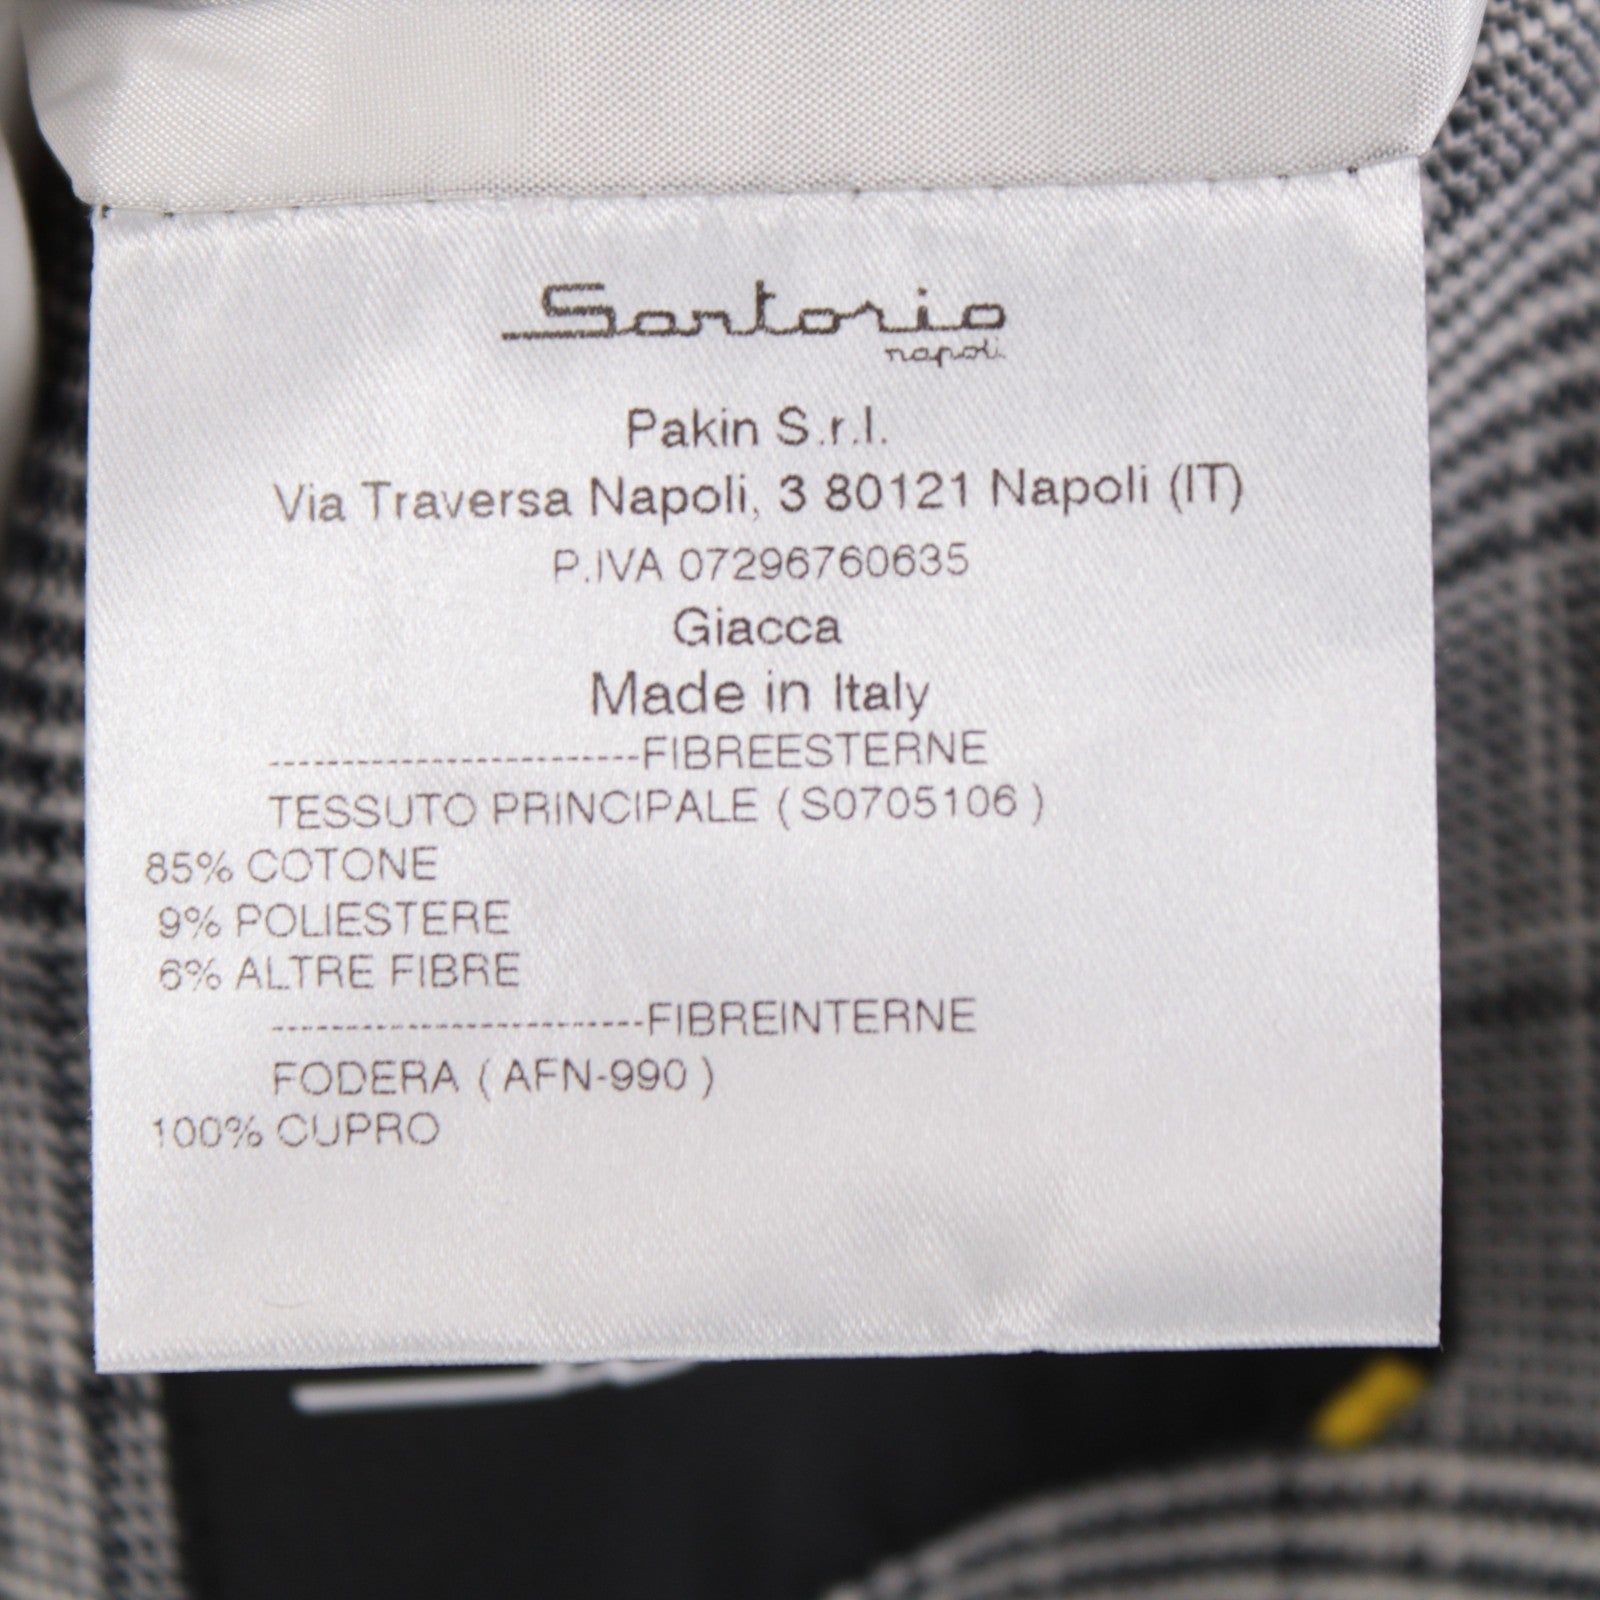 Sartorio
napoli
Pakin S.r.l.
Via Traversa Napoli, 3 80121 Napoli (IT)
P.IVA 07296760635
Giacca
Made in Italy
-------------------------FIBREESTERNE
TESSUTO PRINCIPALE ( S0705106 )
85% COTONE
9% POLIESTERE
6% ALTRE FIBRE
-------------------------FIBREINTERNE
FODERA ( AFN-990 )
100% CUPRO